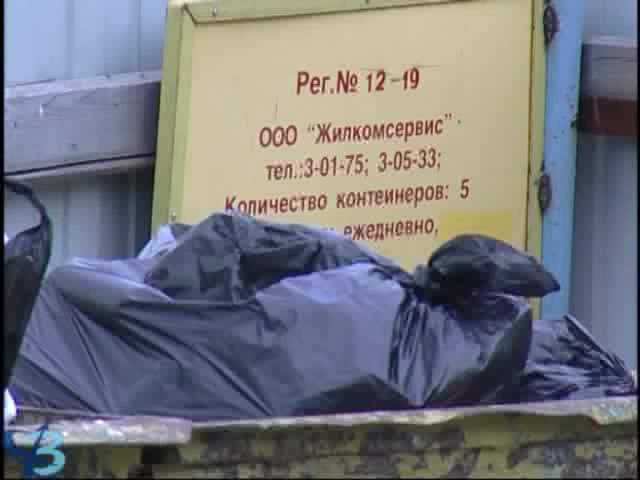 Рег.№ 12-19
ООО "Жилкомсервис"
тел.:3-01-75; 3-05-33;
Количество контейнеров: 5
ежедневно,